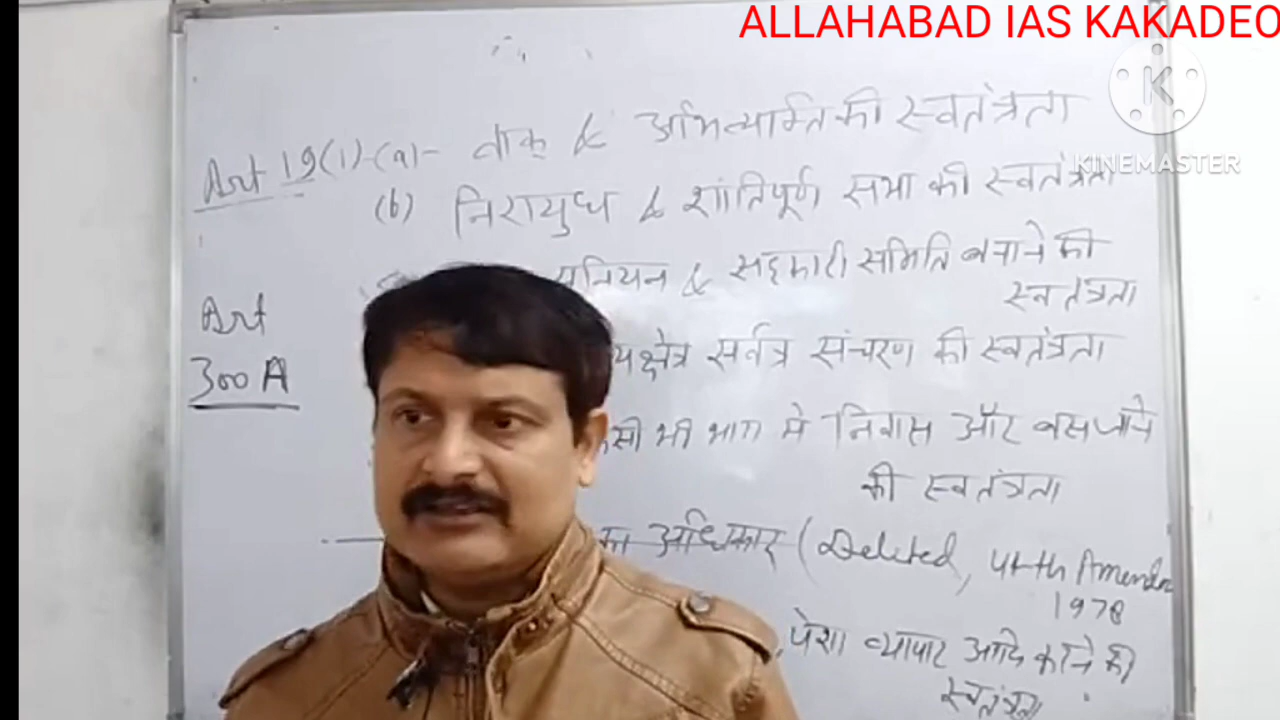 ALLAHABAD IAS KAKADEO
KINEMASTER
Art 19(1)-(a)- वाक् & अभिव्यक्ति की स्वतंत्रता
(b) निरायुध & शांतिपूर्ण सभा की स्वतंत्रता
यूनियन & सहकारी समिति बनाने की
स्वतंत्रता
Art
300A
सर्वत्र संचरण की स्वतंत्रता
भी भाग में निवास और बस जाने
की स्वतंत्रता
का अधिकार (Deleted, 44th Amendm
1978
पेशा व्यापार आदि करने की
स्वतंत्रता